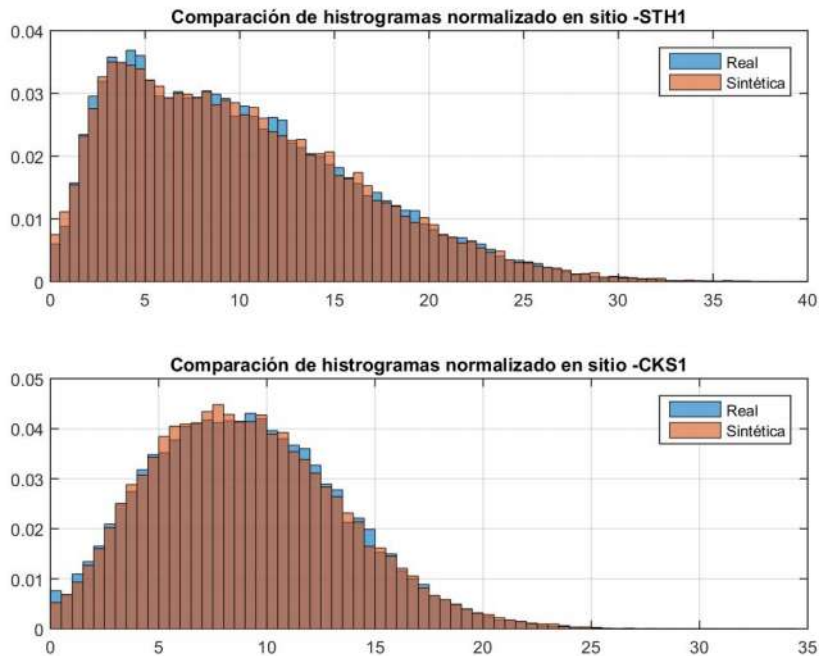 Comparación de histrogramas normalizado en sitio -STH1
0.04
0.03
0.02
0.01
0
0 5 10 15 20 25 30 35 40
Real
Sintética
Comparación de histrogramas normalizado en sitio -CKS1
0.05
0.04
0.03
0.02
0.01
0
0 5 10 15 20 25 30 35
Real
Sintética